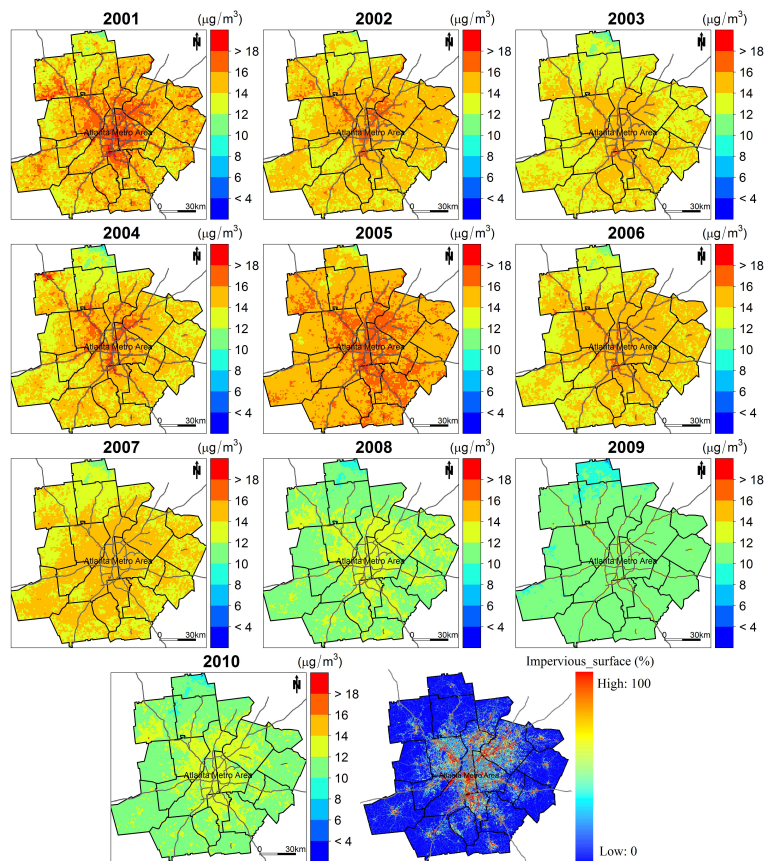 2001 (μg/m³) 2002 (μg/m³) 2003 (μg/m³)
N > 18 N > 18 N > 18
16 16 16
14 14 14
Atlanta Metro Area 12 Atlanta Metro Area 12 Atlanta Metro Area 12
10 10 10
8 8 8
6 6 6
0 30km < 4 0 30km < 4 0 30km < 4
2004 (μg/m³) 2005 (μg/m³) 2006 (μg/m³)
N > 18 N > 18 N > 18
16 16 16
14 14 14
Atlanta Metro Area 12 Atlanta Metro Area 12 Atlanta Metro Area 12
10 10 10
8 8 8
6 6 6
0 30km < 4 0 30km < 4 0 30km < 4
2007 (μg/m³) 2008 (μg/m³) 2009 (μg/m³)
N > 18 N > 18 N > 18
16 16 16
14 14 14
Atlanta Metro Area 12 Atlanta Metro Area 12 Atlanta Metro Area 12
10 10 10
8 8 8
6 6 6
0 30km < 4 0 30km < 4 0 30km < 4
2010 (μg/m³) Impervious_surface (%)
N > 18 High: 100
16
14
Atlanta Metro Area 12 Atlanta Metro Area
10
8
6
0 30km < 4 Low: 0